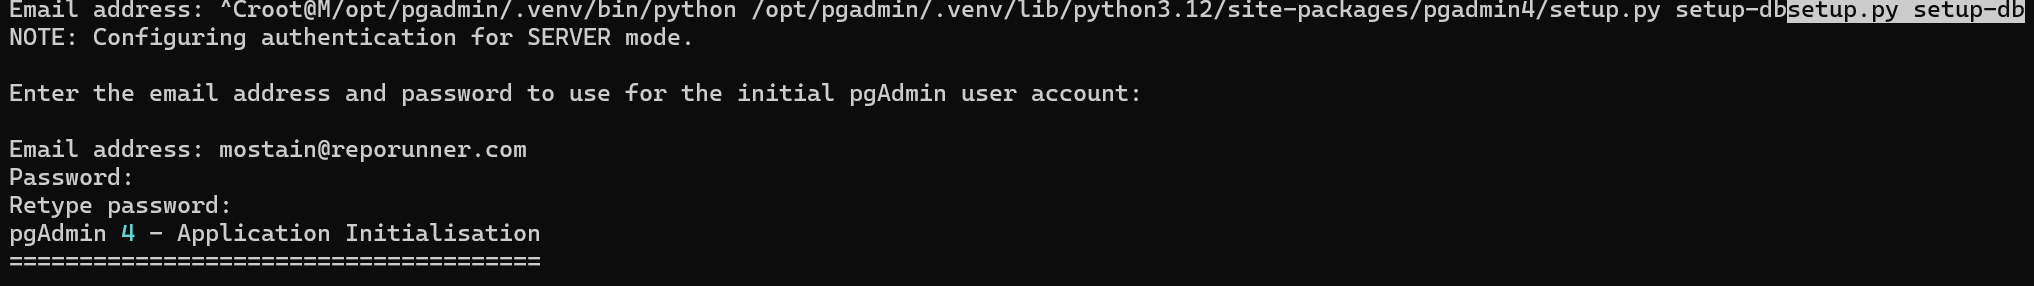 Email address: ^Croot@M/opt/pgadmin/.venv/bin/python /opt/pgadmin/.venv/lib/python3.12/site-packages/pgadmin4/setup.py setup-dbsetup.py setup-db
NOTE: Configuring authentication for SERVER mode.
Enter the email address and password to use for the initial pgAdmin user account:
Email address: mostain@reporunner.com
Password:
Retype password:
pgAdmin 4 - Application Initialisation
======================================